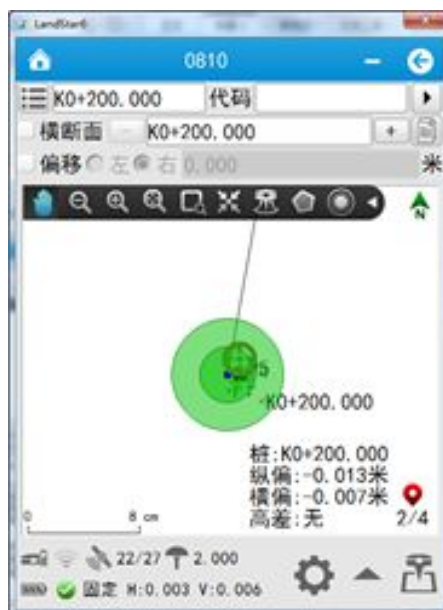 LandStar6
0810
K0+200.000 代码
横断面 - K0+200.000 +
偏移 左 右 0.000 米
N
5
K0+200.000
桩:K0+200.000
纵偏:-0.013米
横偏:-0.007米
高差:无 2/4
0 8 cm
22/27 2.000
固定 H:0.003 V:0.006